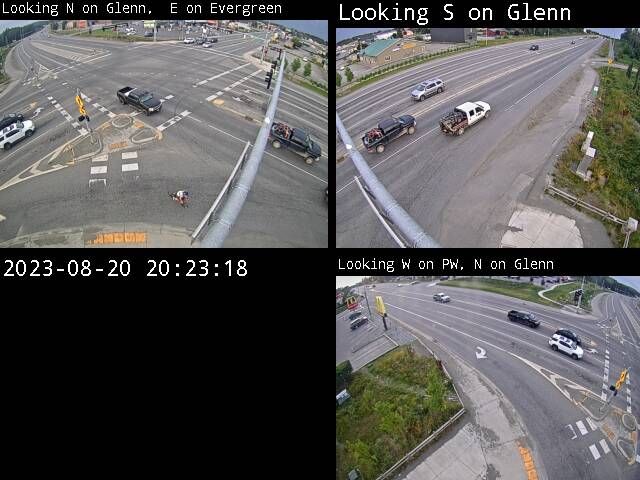 Looking N on Glenn,  E on Evergreen
Looking S on Glenn
2023-08-20 20:23:18
Looking W on PW, N on Glenn